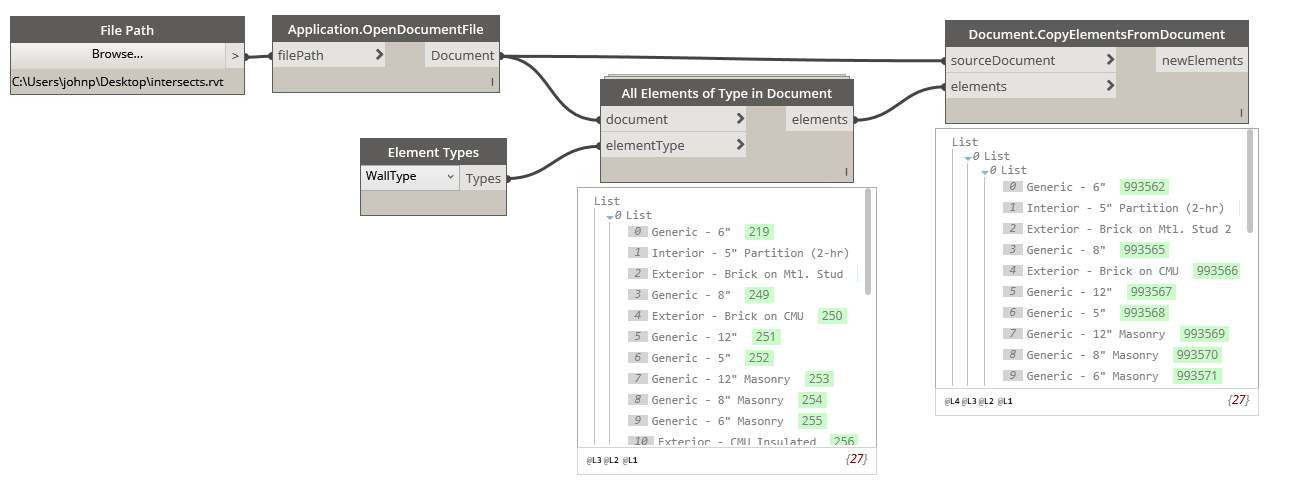 File Path
Browse...
>
C:\Users\johnp\Desktop\intersects.rvt
Application.OpenDocumentFile
filePath > Document
l
Element Types
WallType Types
All Elements of Type in Document
document > elements
elementType >
l
List
0 List
0 Generic - 6" 219
1 Interior - 5" Partition (2-hr)
2 Exterior - Brick on Mtl. Stud
3 Generic - 8" 249
4 Exterior - Brick on CMU 250
5 Generic - 12" 251
6 Generic - 5" 252
7 Generic - 12" Masonry 253
8 Generic - 8" Masonry 254
9 Generic - 6" Masonry 255
10 Exterior - CMU Insulated 256
@L3 @L2 @L1 {27}
Document.CopyElementsFromDocument
sourceDocument > newElements
elements >
l
List
0 List
0 List
0 Generic - 6" 993562
1 Interior - 5" Partition (2-hr)
2 Exterior - Brick on Mtl. Stud 2
3 Generic - 8" 993565
4 Exterior - Brick on CMU 993566
5 Generic - 12" 993567
6 Generic - 5" 993568
7 Generic - 12" Masonry 993569
8 Generic - 8" Masonry 993570
9 Generic - 6" Masonry 993571
@L4 @L3 @L2 @L1 {27}